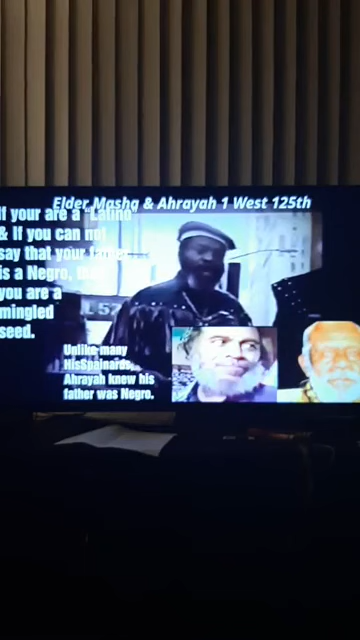 Elder Masha & Ahrayah 1 West 125th
If your are a "Latino"
& If you can not
say that your father
is a Negro,
you are a
mingled
seed.
Unlike many
HisSpainards,
Ahrayah knew his
father was Negro.